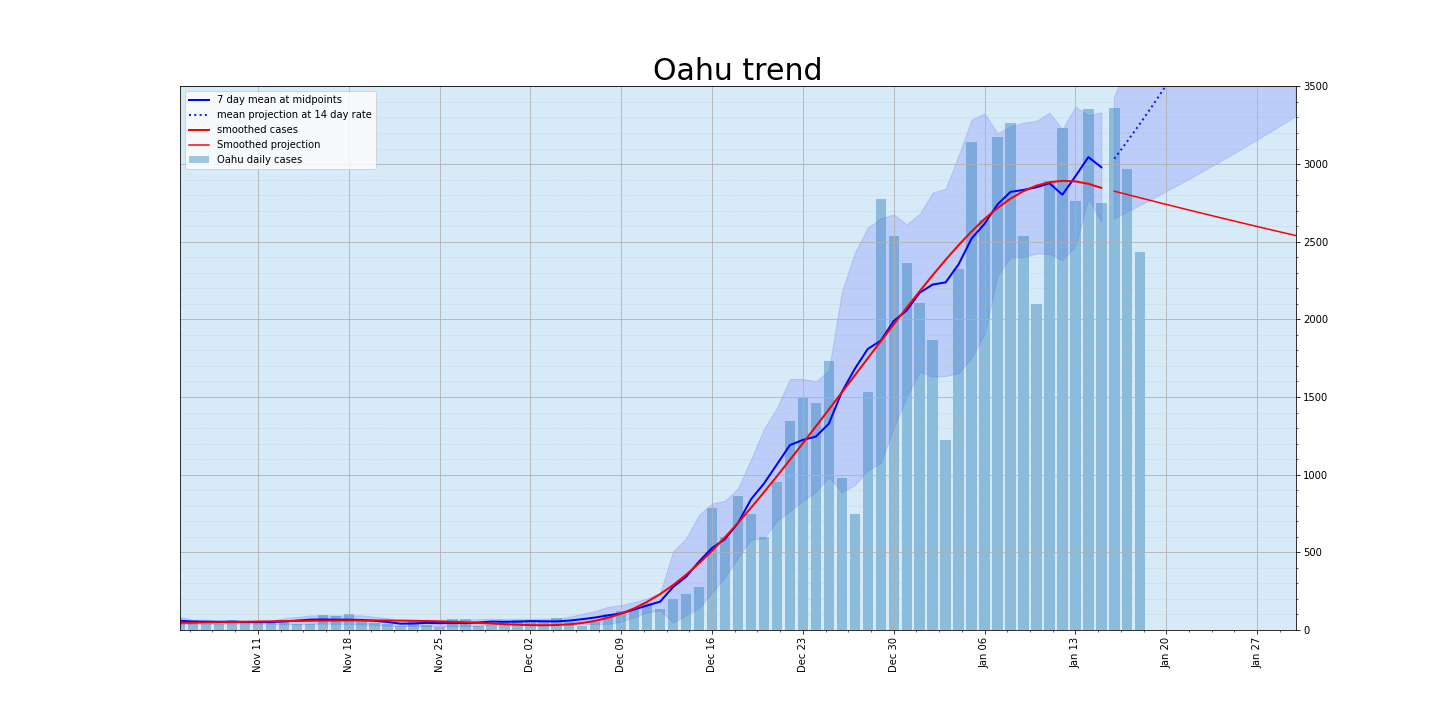 Oahu trend
7 day mean at midpoints
mean projection at 14 day rate
smoothed cases
Smoothed projection
Oahu daily cases
3500
3000
2500
2000
1500
1000
500
0
Nov 11
Nov 18
Nov 25
Dec 02
Dec 09
Dec 16
Dec 23
Dec 30
Jan 06
Jan 13
Jan 20
Jan 27